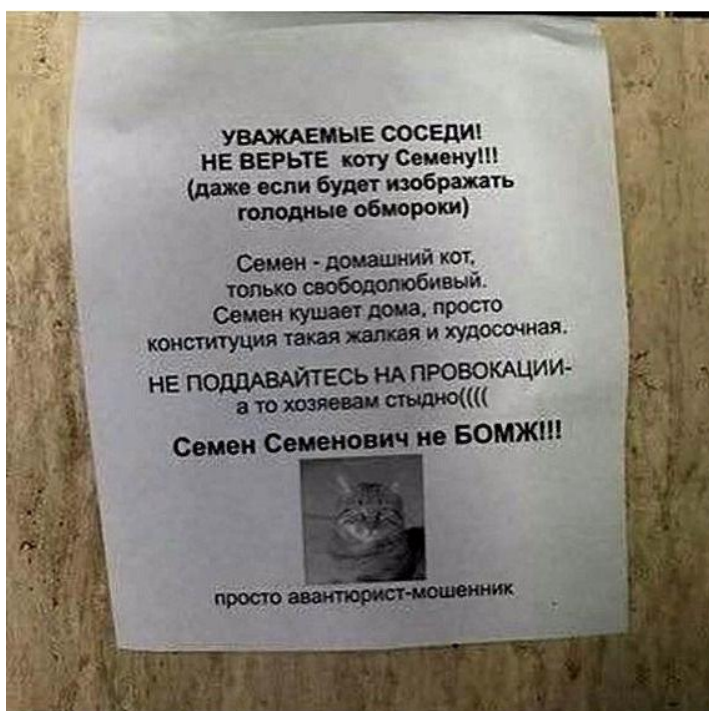 УВАЖАЕМЫЕ СОСЕДИ!
НЕ ВЕРЬТЕ коту Семену!!!
(даже если будет изображать
голодные обмороки)
Семен - домашний кот,
только свободолюбивый.
Семен кушает дома, просто
конституция такая жалкая и худосочная.
НЕ ПОДДАВАЙТЕСЬ НА ПРОВОКАЦИИ-
а то хозяевам стыдно((((
Семен Семенович не БОМЖ!!!
просто авантюрист-мошенник